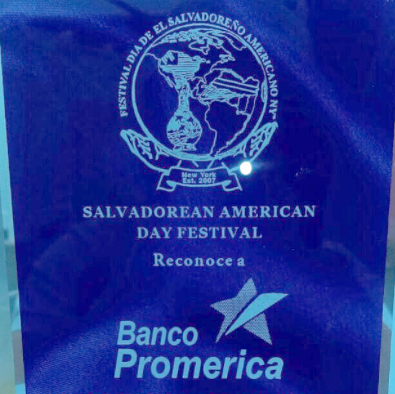 FESTIVAL DIA DE EL SALVADOREÑO AMERICANO NY
New York
Est. 2007
SALVADOREAN AMERICAN
DAY FESTIVAL
Reconoce a
Banco
Promerica